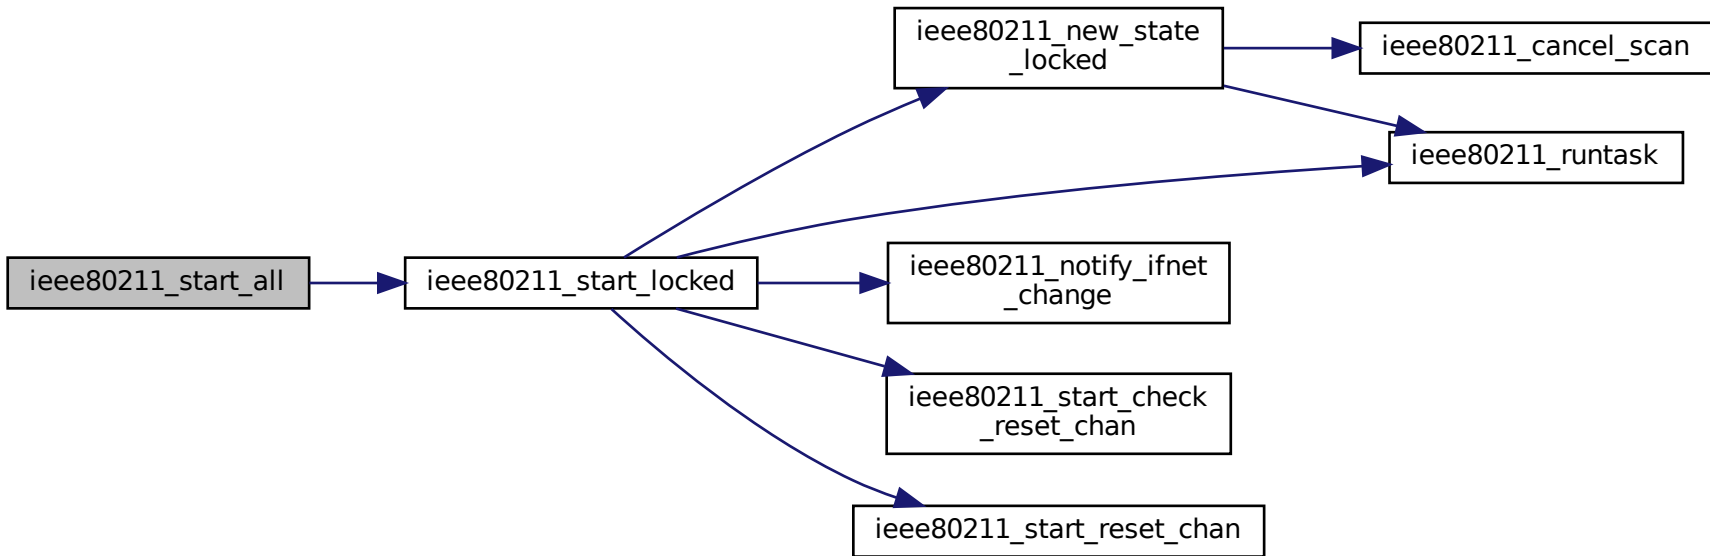 ieee80211_start_all
ieee80211_start_locked
ieee80211_new_state
_locked
ieee80211_cancel_scan
ieee80211_runtask
ieee80211_notify_ifnet
_change
ieee80211_start_check
_reset_chan
ieee80211_start_reset_chan